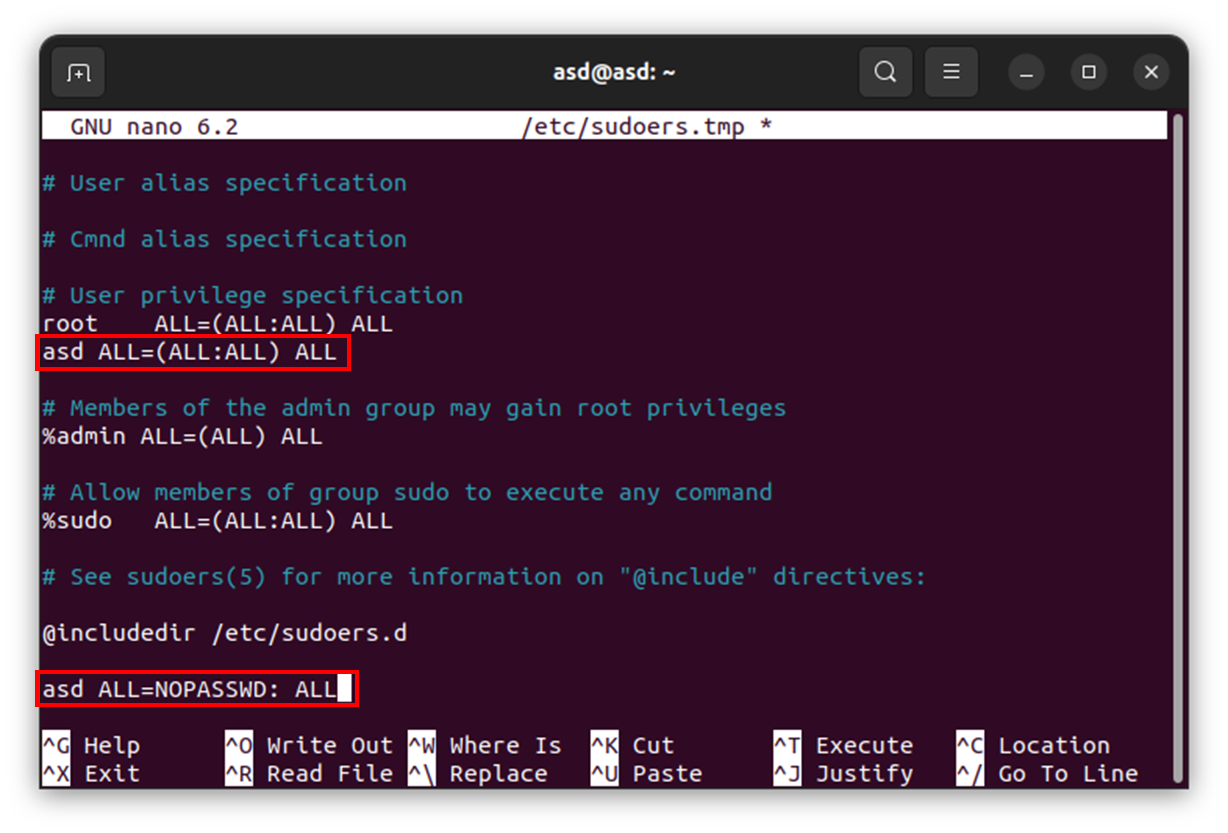 asd@asd: ~
GNU nano 6.2 /etc/sudoers.tmp *
# User alias specification
# Cmnd alias specification
# User privilege specification
root    ALL=(ALL:ALL) ALL
asd ALL=(ALL:ALL) ALL
# Members of the admin group may gain root privileges
%admin ALL=(ALL) ALL
# Allow members of group sudo to execute any command
%sudo   ALL=(ALL:ALL) ALL
# See sudoers(5) for more information on "@include" directives:
@includedir /etc/sudoers.d
asd ALL=NOPASSWD: ALL
^G Help ^O Write Out ^W Where Is ^K Cut ^T Execute ^C Location
^X Exit ^R Read File ^\ Replace ^U Paste ^J Justify ^/ Go To Line